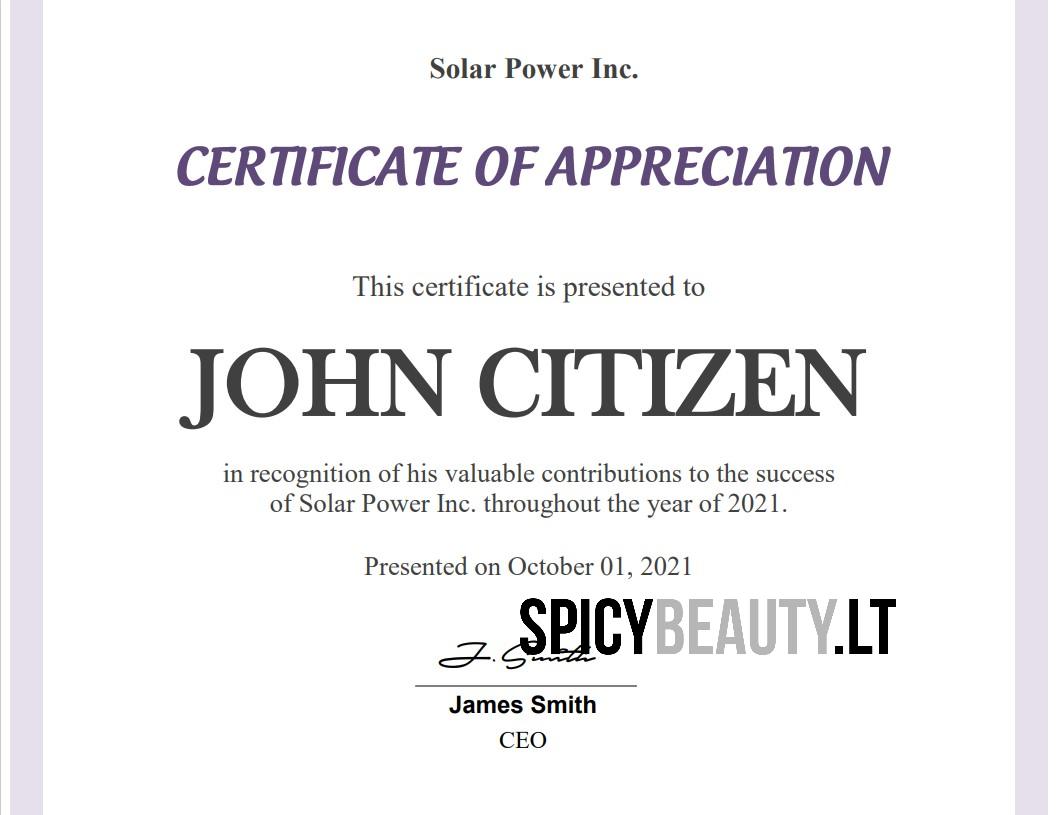 Solar Power Inc.
CERTIFICATE OF APPRECIATION
This certificate is presented to
JOHN CITIZEN
in recognition of his valuable contributions to the success
of Solar Power Inc. throughout the year of 2021.
Presented on October 01, 2021
SPICYBEAUTY.LT
J. Smith
James Smith
CEO